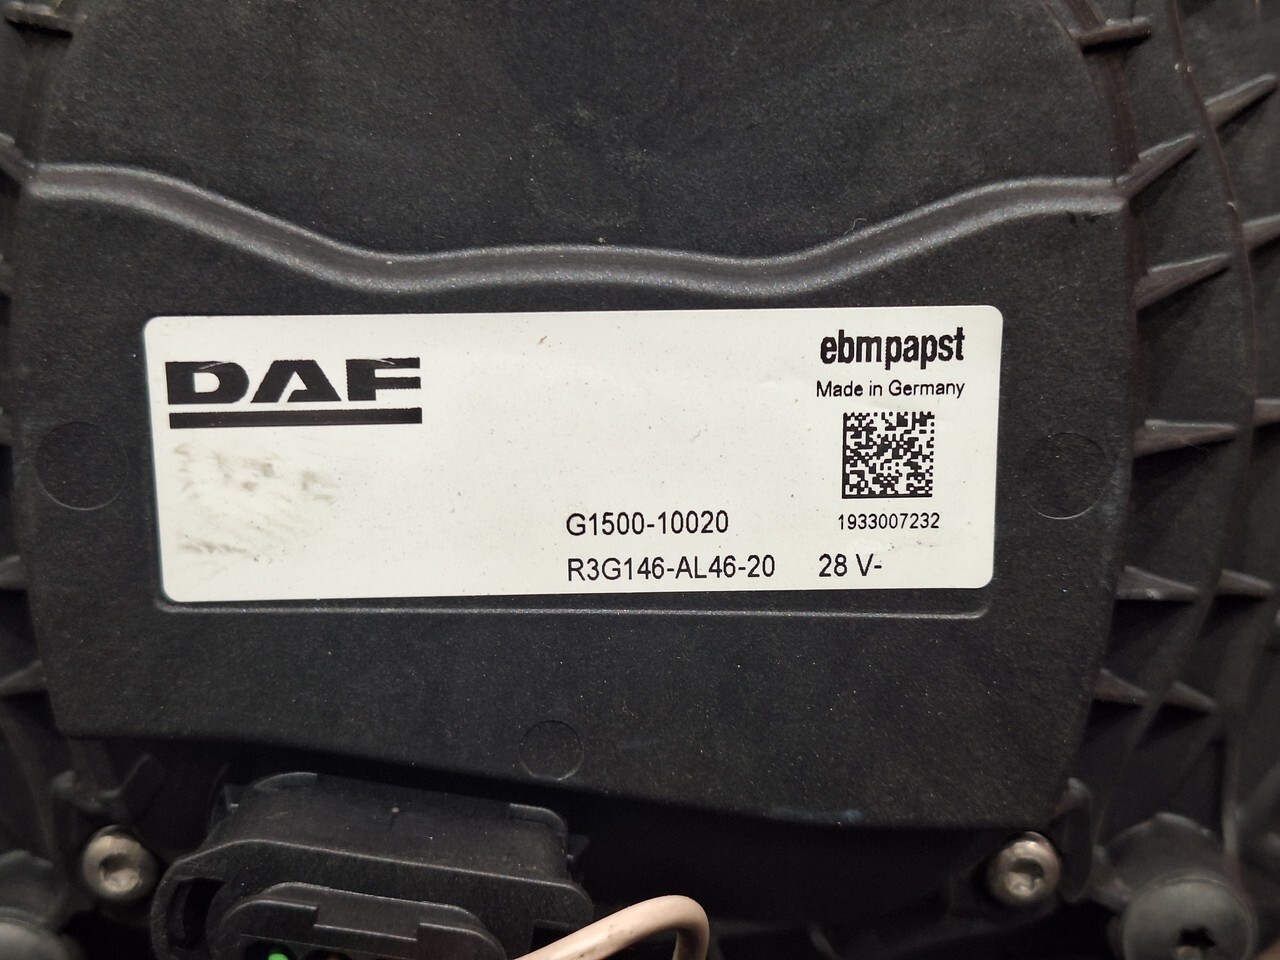 DAF
ebmpapst
Made in Germany
G1500-10020
1933007232
R3G146-AL46-20 28 V-